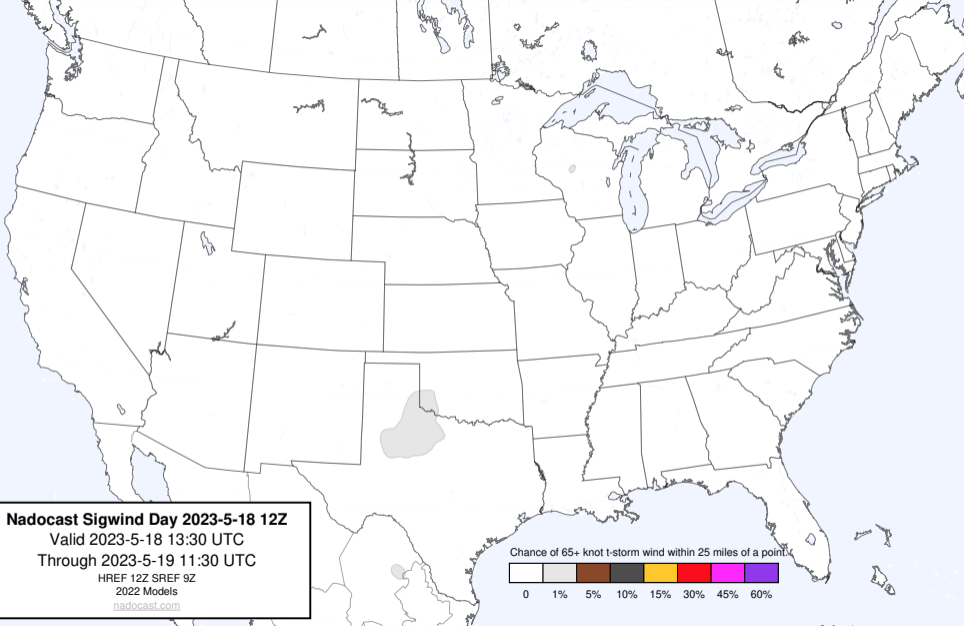 Nadocast Sigwind Day 2023-5-18 12Z
Valid 2023-5-18 13:30 UTC
Through 2023-5-19 11:30 UTC
HREF 12Z SREF 9Z
2022 Models
nadocast.com
Chance of 65+ knot t-storm wind within 25 miles of a point.
0 1% 5% 10% 15% 30% 45% 60%